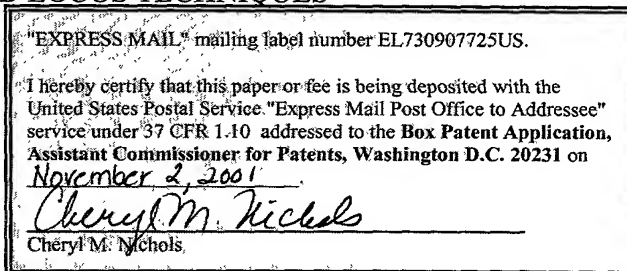 "EXPRESS MAIL" mailing label number EL730907725US.
I hereby certify that this paper or fee is being deposited with the
United States Postal Service "Express Mail Post Office to Addressee"
service under 37 CFR 1.10 addressed to the Box Patent Application,
Assistant Commissioner for Patents, Washington D.C. 20231 on
November 2, 2001.
Cheryl M. Nichols
Cheryl M. Nichols